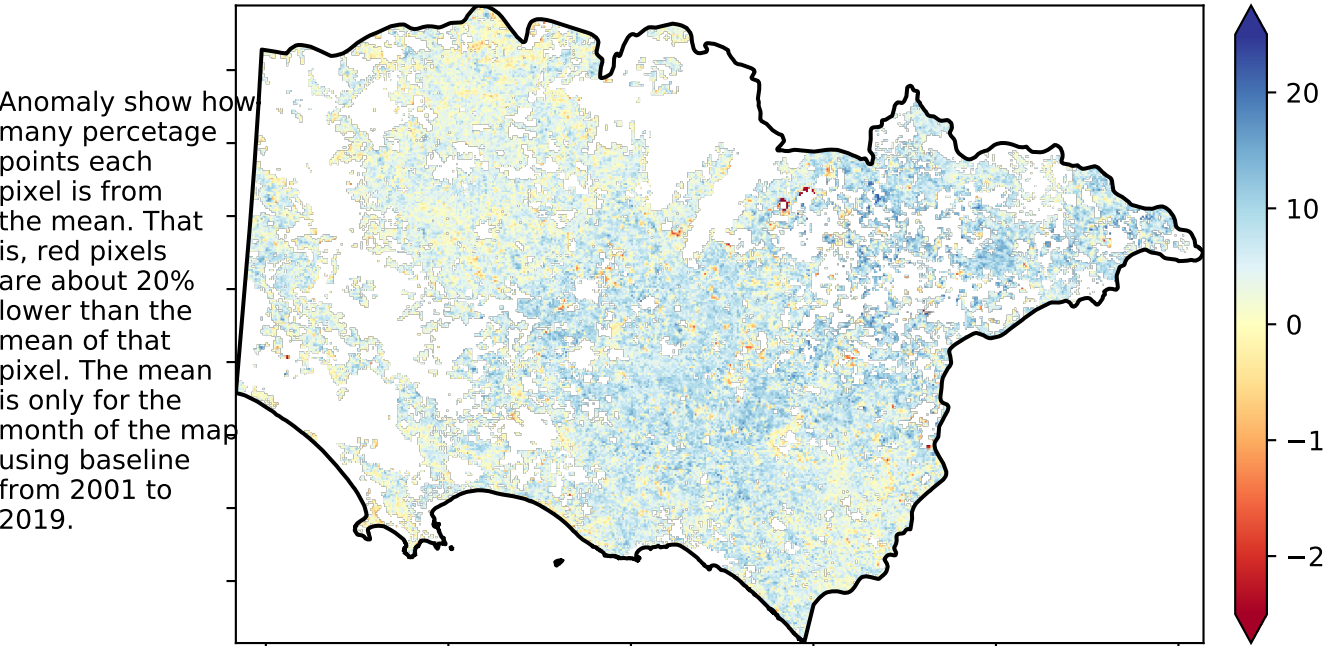 Anomaly show how
many percetage
points each
pixel is from
the mean. That
is, red pixels
are about 20%
lower than the
mean of that
pixel. The mean
is only for the
month of the map
using baseline
from 2001 to
2019.
20
10
0
−1
−2